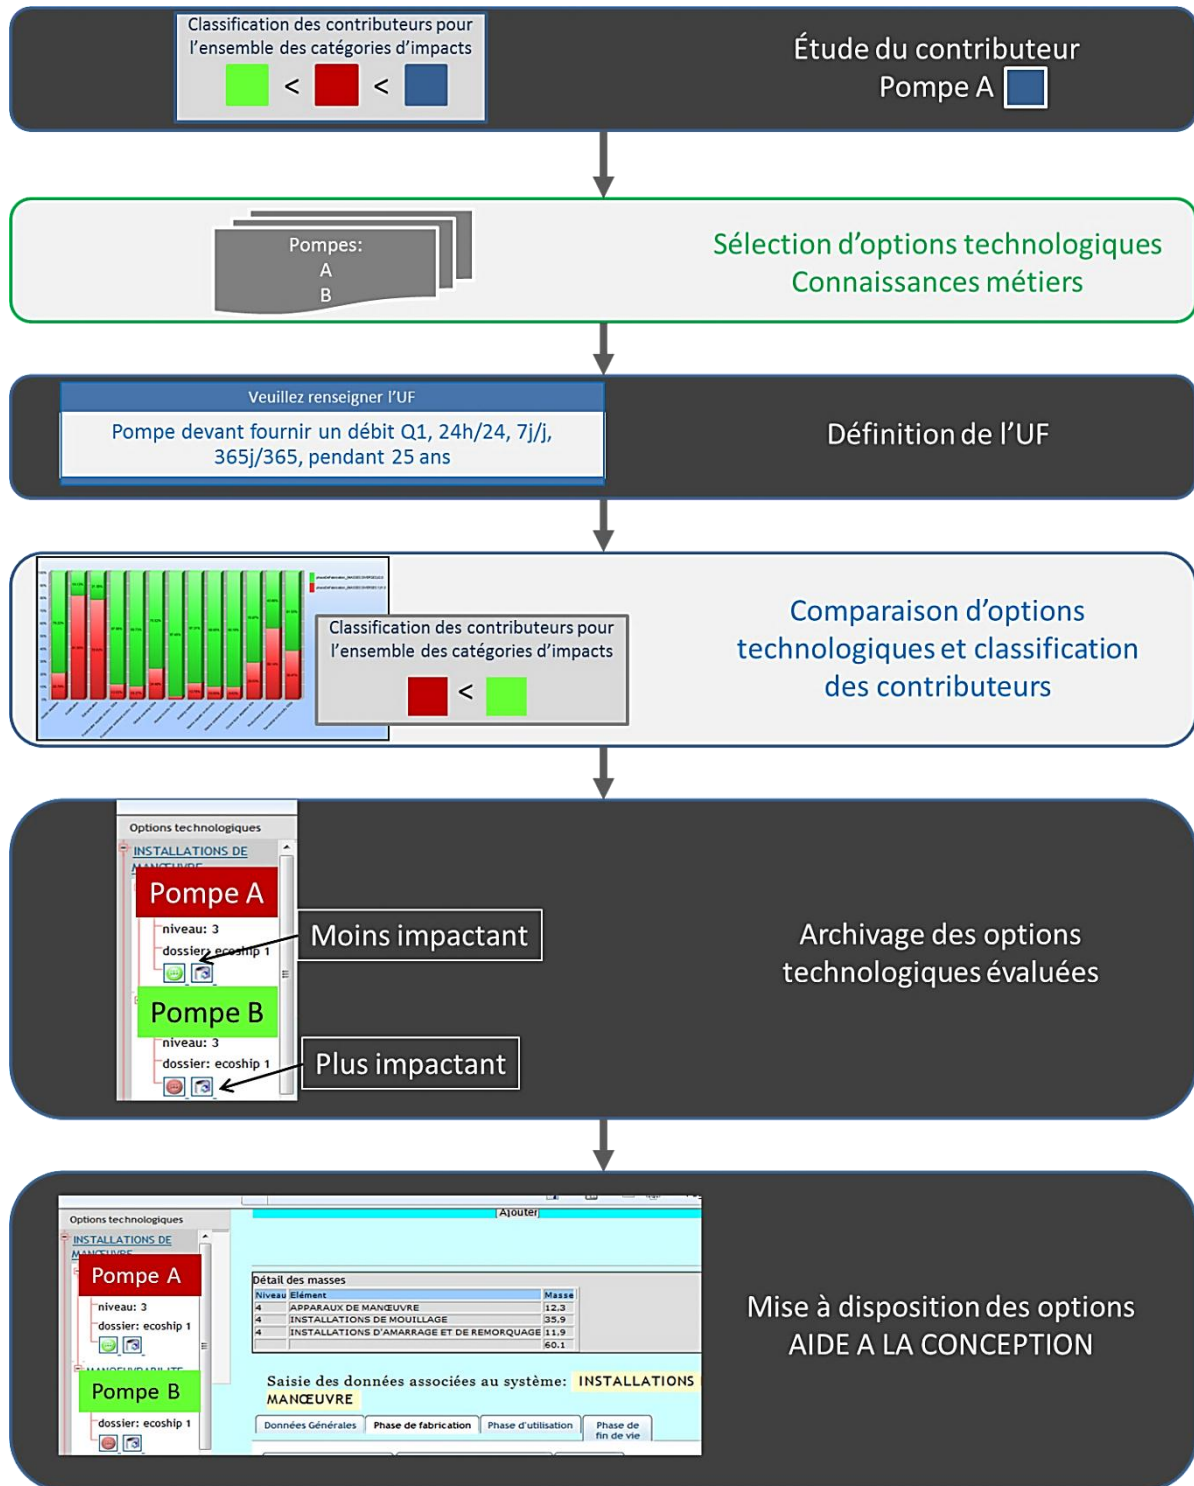 Classification des contributeurs pour
l'ensemble des catégories d'impacts
< <
Étude du contributeur
Pompe A
Pompes:
A
B
Sélection d'options technologiques
Connaissances métiers
Veuillez renseigner l'UF
Pompe devant fournir un débit Q1, 24h/24, 7j/j,
365j/365, pendant 25 ans
Définition de l'UF
Classification des contributeurs pour
l'ensemble des catégories d'impacts
<
Comparaison d'options
technologiques et classification
des contributeurs
Options technologiques
INSTALLATIONS DE
MANŒUVRE
Pompe A
niveau: 3
dossier: ecoship 1
Moins impactant
Pompe B
niveau: 3
dossier: ecoship 1
Plus impactant
Archivage des options
technologiques évaluées
Options technologiques
INSTALLATIONS DE
MANŒUVRE
Pompe A
niveau: 3
dossier: ecoship 1
MANŒUVRABILITE
Pompe B
dossier: ecoship 1
Ajouter
Détail des masses
Niveau Elément Masse
4 APPARAUX DE MANŒUVRE 12.3
4 INSTALLATIONS DE MOUILLAGE 35.9
4 INSTALLATIONS D'AMARRAGE ET DE REMORQUAGE 11.9
60.1
Saisie des données associées au système: INSTALLATIONS
MANŒUVRE
Données Générales Phase de fabrication Phase d'utilisation Phase de
fin de vie
Mise à disposition des options
AIDE A LA CONCEPTION